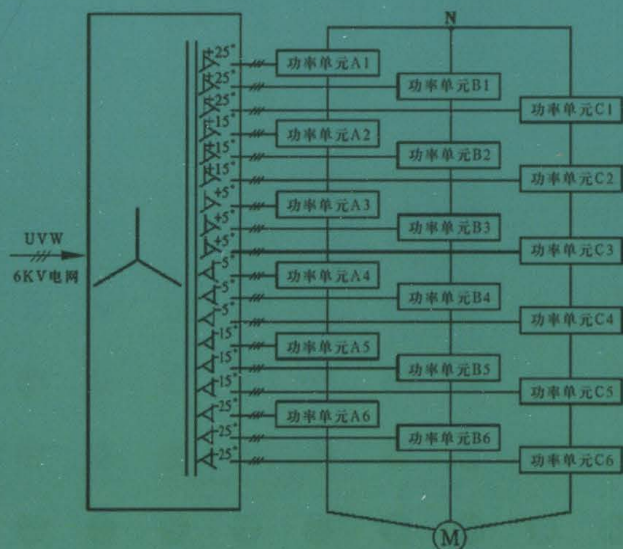 N
+25° 功率单元A1
+25° 功率单元B1
+25° 功率单元C1
+15° 功率单元A2
+15° 功率单元B2
+15° 功率单元C2
+5° 功率单元A3
+5° 功率单元B3
+5° 功率单元C3
UVW
6KV电网
-5° 功率单元A4
-5° 功率单元B4
-5° 功率单元C4
-15° 功率单元A5
-15° 功率单元B5
-15° 功率单元C5
-25° 功率单元A6
-25° 功率单元B6
-25° 功率单元C6
M